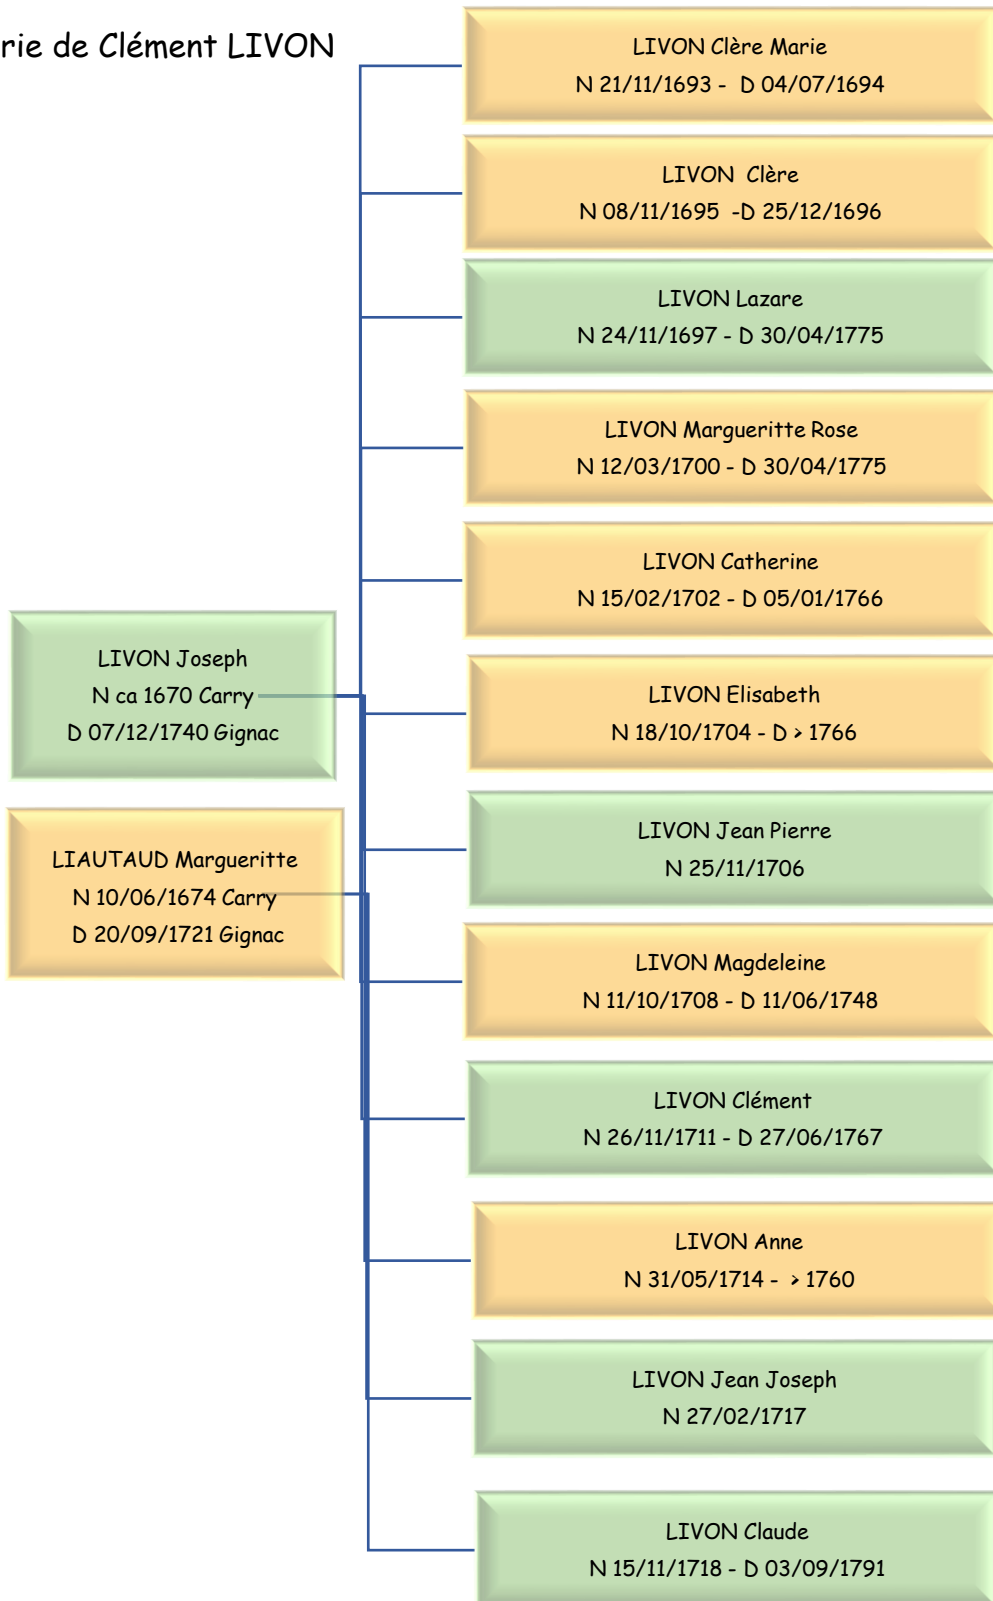 rie de Clément LIVON
LIVON Clère Marie
N 21/11/1693 - D 04/07/1694
LIVON Clère
N 08/11/1695 -D 25/12/1696
LIVON Lazare
N 24/11/1697 - D 30/04/1775
LIVON Margueritte Rose
N 12/03/1700 - D 30/04/1775
LIVON Catherine
N 15/02/1702 - D 05/01/1766
LIVON Joseph
N ca 1670 Carry
D 07/12/1740 Gignac
LIVON Elisabeth
N 18/10/1704 - D > 1766
LIAUTAUD Margueritte
N 10/06/1674 Carry
D 20/09/1721 Gignac
LIVON Jean Pierre
N 25/11/1706
LIVON Magdeleine
N 11/10/1708 - D 11/06/1748
LIVON Clément
N 26/11/1711 - D 27/06/1767
LIVON Anne
N 31/05/1714 - > 1760
LIVON Jean Joseph
N 27/02/1717
LIVON Claude
N 15/11/1718 - D 03/09/1791